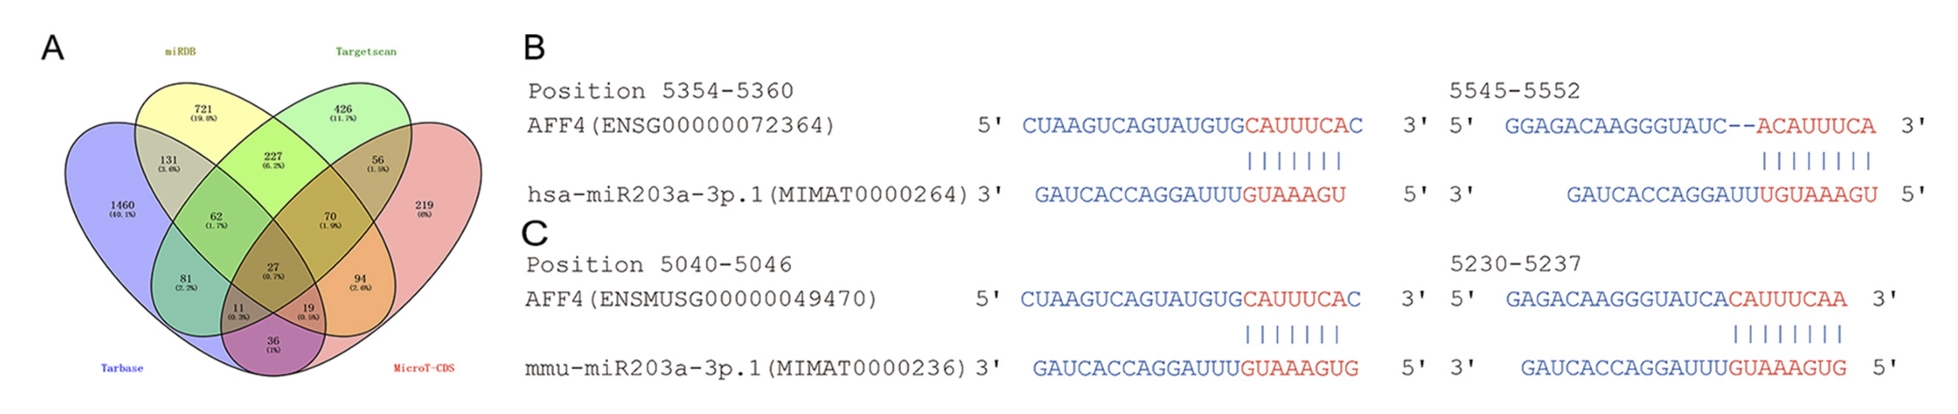 A
miRDB
Targetscan
721
(19.8%)
426
(11.7%)
131
(3.6%)
227
(6.2%)
56
(1.5%)
1460
(40.1%)
62
(1.7%)
70
(1.9%)
219
(6%)
81
(2.2%)
27
(0.7%)
94
(2.6%)
11
(0.3%)
19
(0.5%)
36
(1%)
Tarbase
MicroT-CDS
B
Position 5354-5360
5545-5552
AFF4(ENSG00000072364) 5' CUAAGUCAGUAUGUGCAUUUCAC 3' 5' GGAGACAAGGGUAUC--ACAUUUCA 3'
hsa-miR203a-3p.1(MIMAT0000264) 3' GAUCACCAGGAUUUGUAAAGU 5' 3' GAUCACCAGGAUUUGUAAAGU 5'
C
Position 5040-5046
5230-5237
AFF4(ENSMUSG00000049470) 5' CUAAGUCAGUAUGUGCAUUUCAC 3' 5' GAGACAAGGGUAUCACAUUUCAA 3'
mmu-miR203a-3p.1(MIMAT0000236) 3' GAUCACCAGGAUUUGUAAAGUG 5' 3' GAUCACCAGGAUUUGUAAAGUG 5'